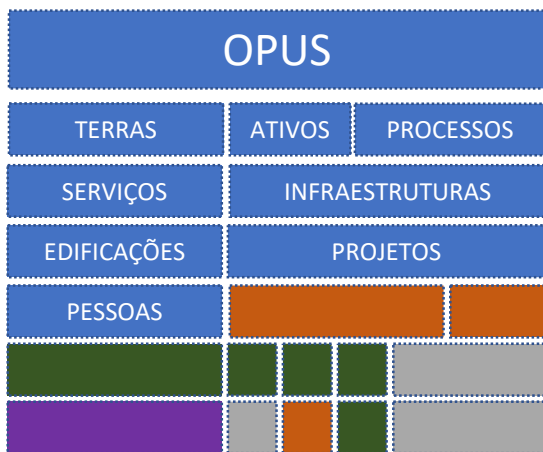 OPUS
TERRAS ATIVOS PROCESSOS
SERVIÇOS INFRAESTRUTURAS
EDIFICAÇÕES PROJETOS
PESSOAS